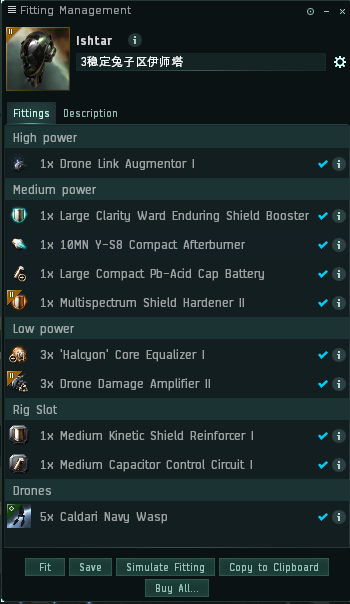 Fitting Management
Ishtar
3稳定兔子区伊师塔
Fittings Description
High power
1x Drone Link Augmentor I
Medium power
1x Large Clarity Ward Enduring Shield Booster
1x 10MN Y-S8 Compact Afterburner
1x Large Compact Pb-Acid Cap Battery
1x Multispectrum Shield Hardener II
Low power
3x 'Halcyon' Core Equalizer I
3x Drone Damage Amplifier II
Rig Slot
1x Medium Kinetic Shield Reinforcer I
1x Medium Capacitor Control Circuit I
Drones
5x Caldari Navy Wasp
Fit Save Simulate Fitting Copy to Clipboard
Buy All...